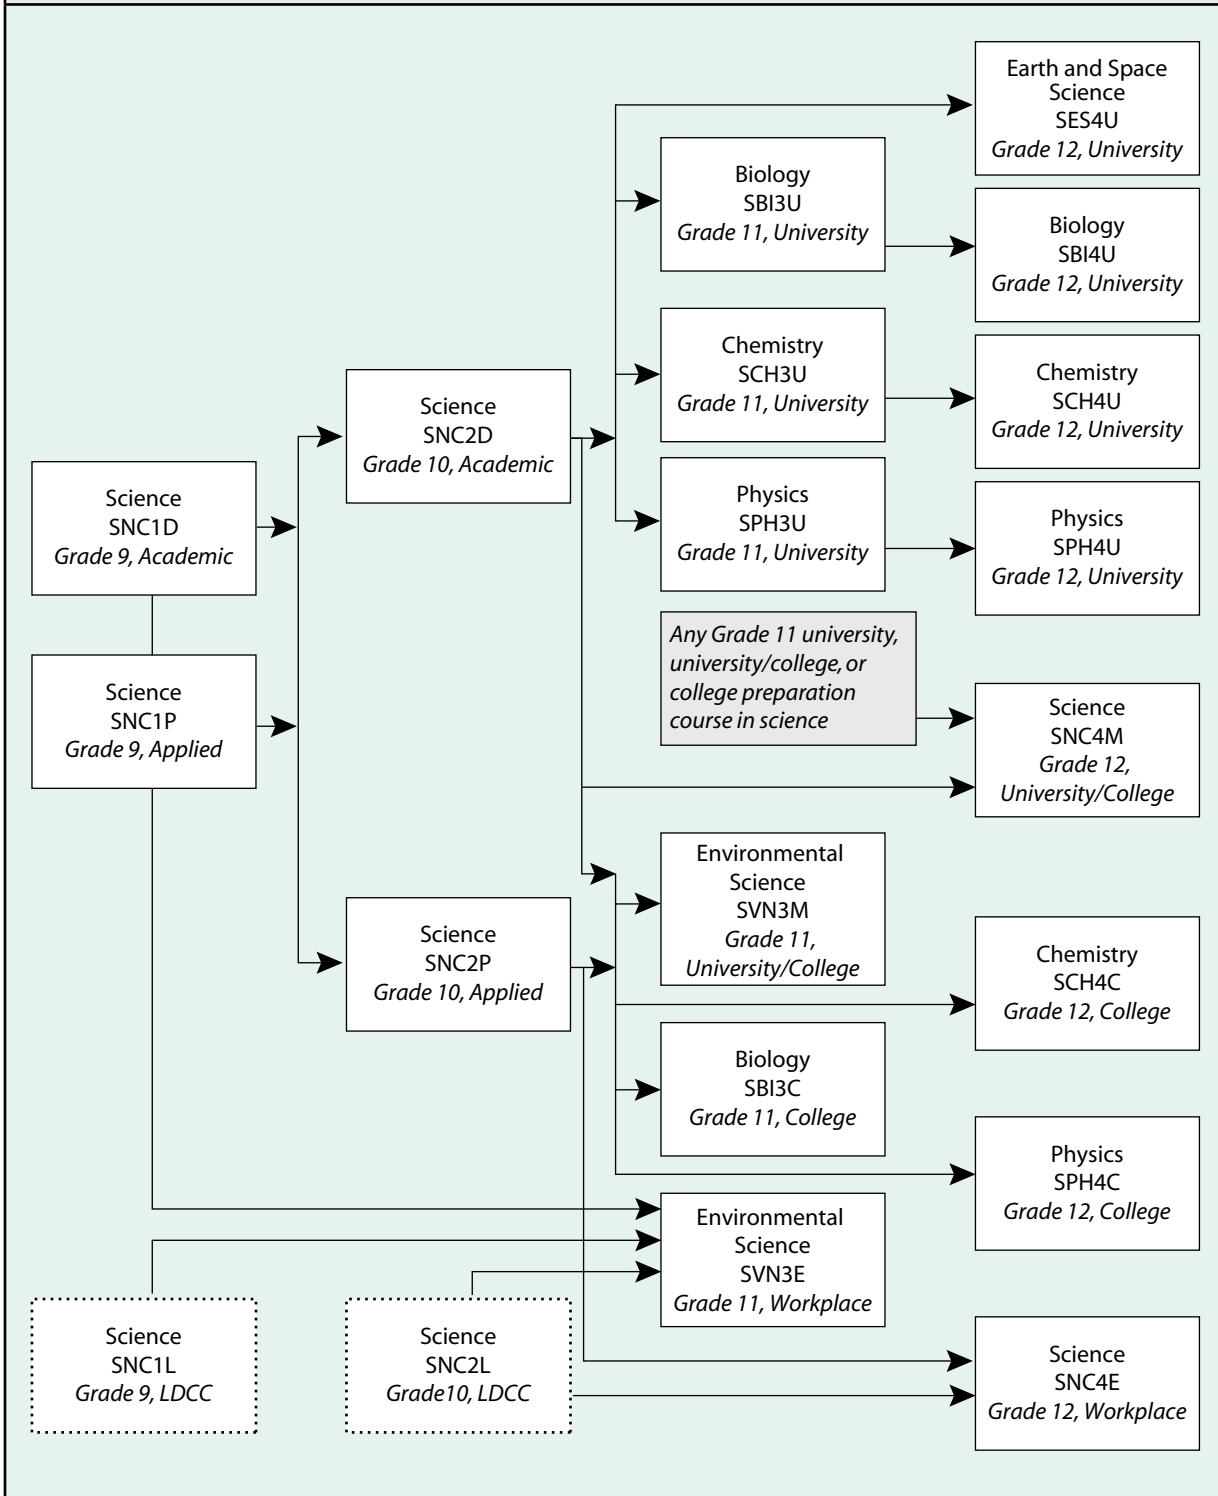 Earth and Space
Science
SES4U
Grade 12, University
Biology
SBI3U
Grade 11, University
Biology
SBI4U
Grade 12, University
Chemistry
SCH3U
Grade 11, University
Chemistry
SCH4U
Grade 12, University
Science
SNC2D
Grade 10, Academic
Science
SNC1D
Grade 9, Academic
Physics
SPH3U
Grade 11, University
Physics
SPH4U
Grade 12, University
Any Grade 11 university,
university/college, or
college preparation
course in science
Science
SNC1P
Grade 9, Applied
Science
SNC4M
Grade 12,
University/College
Environmental
Science
SVN3M
Grade 11,
University/College
Science
SNC2P
Grade 10, Applied
Chemistry
SCH4C
Grade 12, College
Biology
SBI3C
Grade 11, College
Physics
SPH4C
Grade 12, College
Environmental
Science
SVN3E
Grade 11, Workplace
Science
SNC1L
Grade 9, LDCC
Science
SNC2L
Grade10, LDCC
Science
SNC4E
Grade 12, Workplace